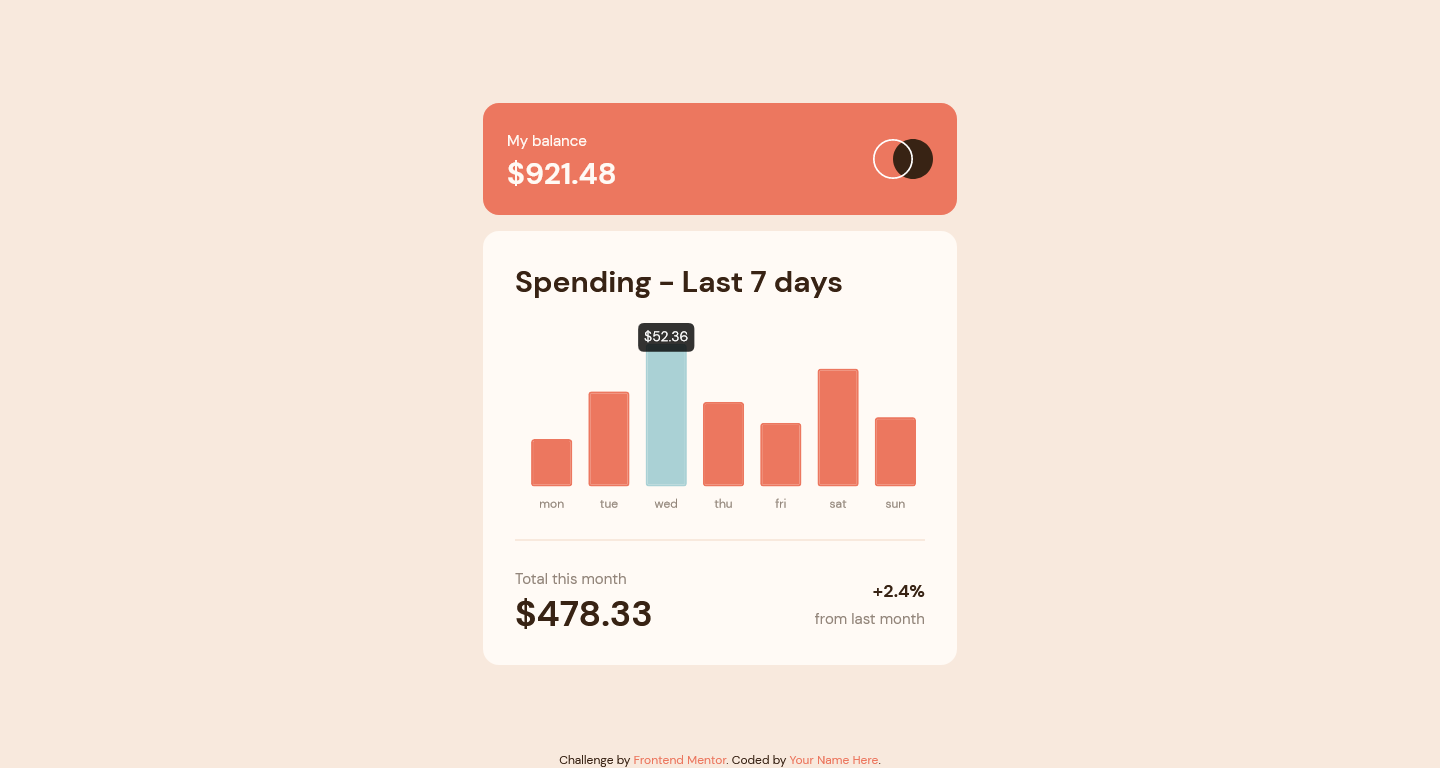 My balance
$921.48
Spending - Last 7 days
$52.36
mon tue wed thu fri sat sun
Total this month
$478.33
+2.4%
from last month
Challenge by Frontend Mentor. Coded by Your Name Here.